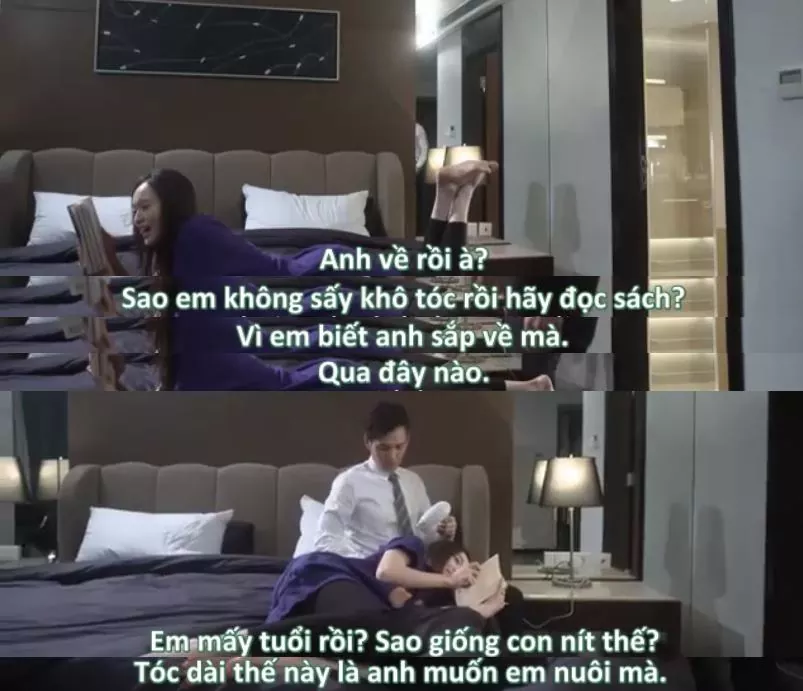 Anh về rồi à?
Sao em không sấy khô tóc rồi hãy đọc sách?
Vì em biết anh sắp về mà.
Qua đây nào.
Em mấy tuổi rồi? Sao giống con nít thế?
Tóc dài thế này là anh muốn em nuôi mà.